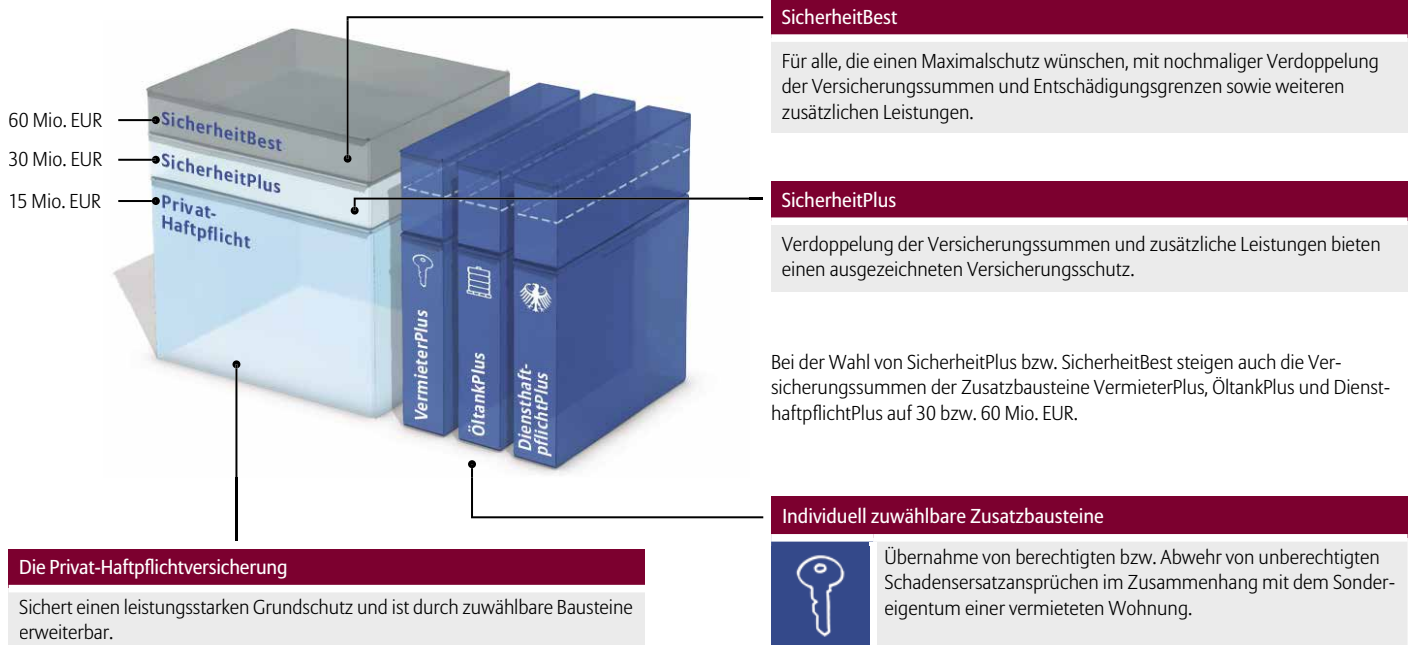 60 Mio. EUR
30 Mio. EUR
15 Mio. EUR
SicherheitBest
SicherheitPlus
Privat-
Haftpflicht
VermieterPlus
ÖltankPlus
Diensthaft-
pflichtPlus
Die Privat-Haftpflichtversicherung
Sichert einen leistungsstarken Grundschutz und ist durch zuwählbare Bausteine
erweiterbar.
SicherheitBest
Für alle, die einen Maximalschutz wünschen, mit nochmaliger Verdoppelung
der Versicherungssummen und Entschädigungsgrenzen sowie weiteren
zusätzlichen Leistungen.
SicherheitPlus
Verdoppelung der Versicherungssummen und zusätzliche Leistungen bieten
einen ausgezeichneten Versicherungsschutz.
Bei der Wahl von SicherheitPlus bzw. SicherheitBest steigen auch die Ver-
sicherungssummen der Zusatzbausteine VermieterPlus, ÖltankPlus und Dienst-
haftpflichtPlus auf 30 bzw. 60 Mio. EUR.
Individuell zuwählbare Zusatzbausteine
Übernahme von berechtigten bzw. Abwehr von unberechtigten
Schadensersatzansprüchen im Zusammenhang mit dem Sonder-
eigentum einer vermieteten Wohnung.